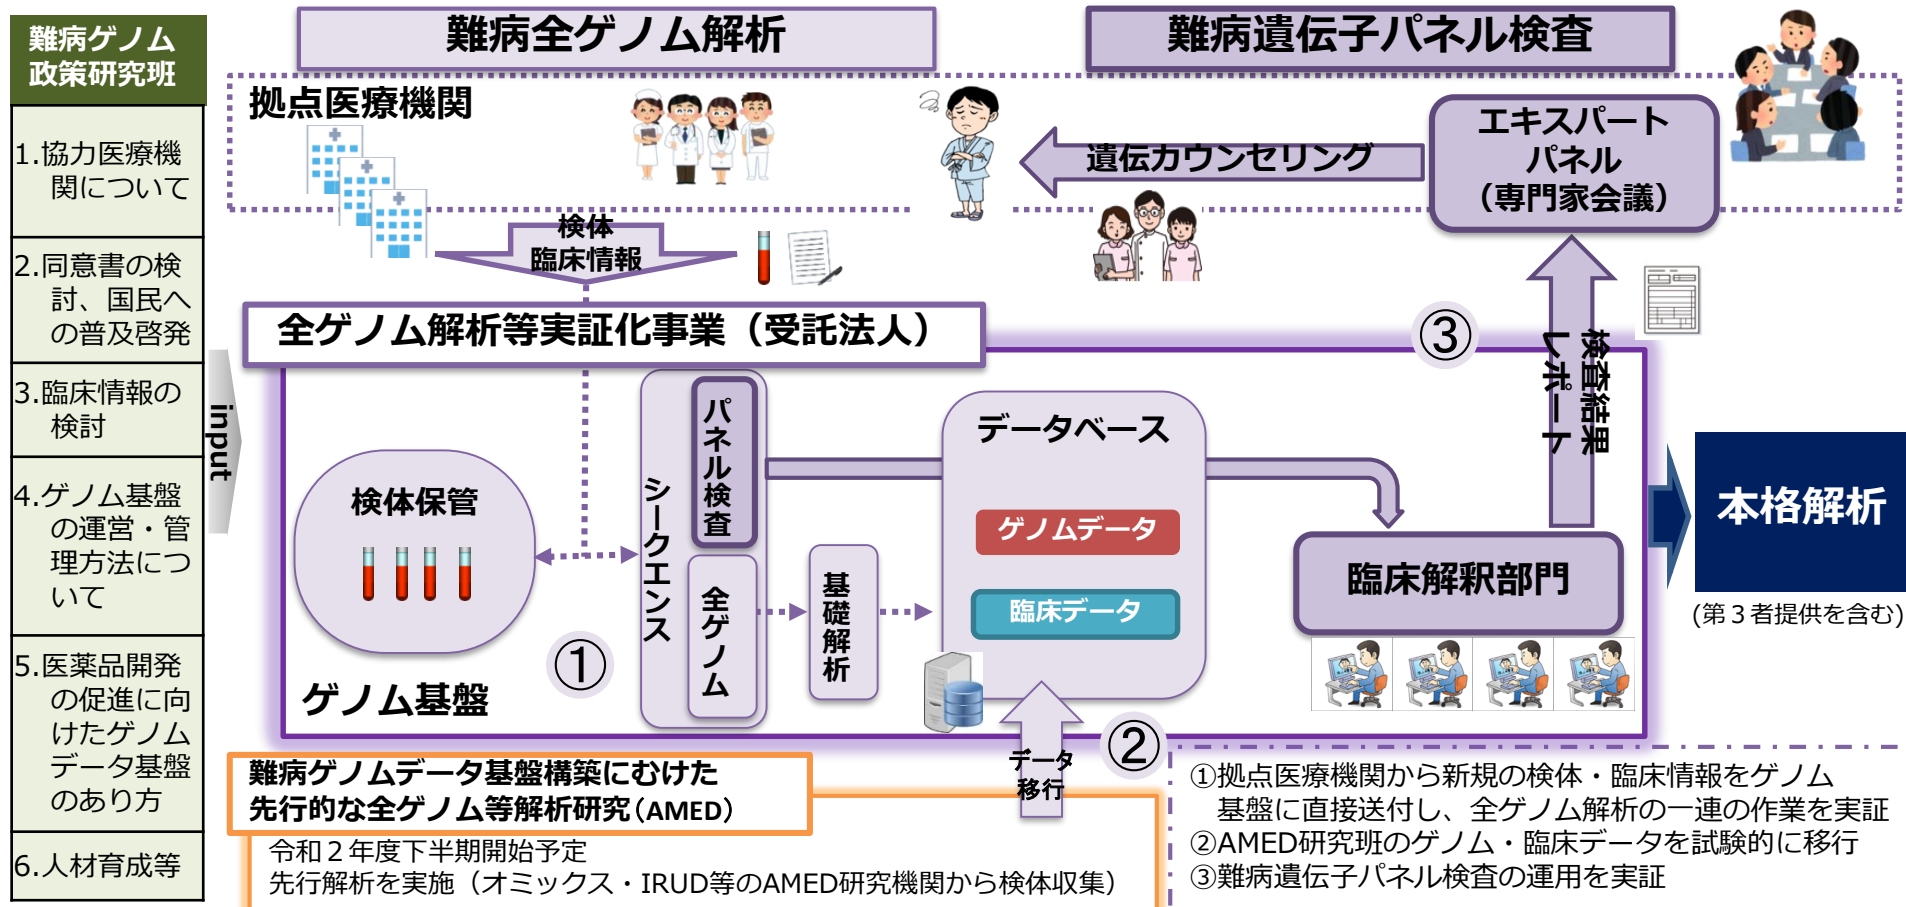 難病ゲノム
政策研究班
1.協力医療機
関について
2.同意書の検
討、国民へ
の普及啓発
3.臨床情報の
検討
4.ゲノム基盤
の運営・管
理方法につ
いて
5.医薬品開発
の促進に向
けたゲノム
データ基盤
のあり方
6.人材育成等
input
難病全ゲノム解析
難病遺伝子パネル検査
拠点医療機関
遺伝カウンセリング
エキスパート
パネル
（専門家会議）
検体
臨床情報
全ゲノム解析等実証化事業（受託法人）
③
検査結果
レポート
検体保管
シークエンス
パネル検査
全ゲノム
基礎解析
データベース
ゲノムデータ
臨床データ
臨床解釈部門
①
ゲノム基盤
②
データ
移行
本格解析
(第３者提供を含む)
難病ゲノムデータ基盤構築にむけた
先行的な全ゲノム等解析研究(AMED)
令和２年度下半期開始予定
先行解析を実施（オミックス・IRUD等のAMED研究機関から検体収集）
①拠点医療機関から新規の検体・臨床情報をゲノム
基盤に直接送付し、全ゲノム解析の一連の作業を実証
②AMED研究班のゲノム・臨床データを試験的に移行
③難病遺伝子パネル検査の運用を実証